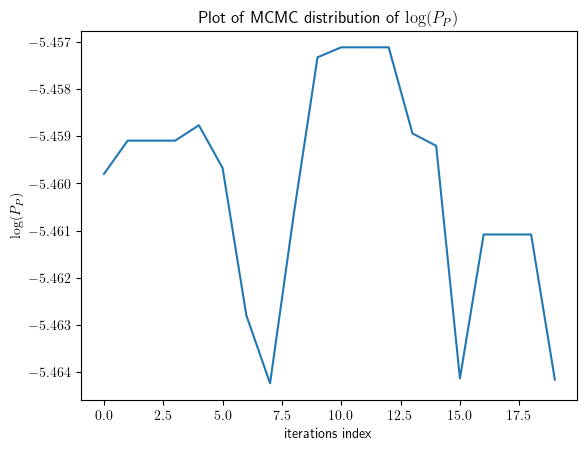 Plot of MCMC distribution of log(P_P)
−5.457
−5.458
−5.459
−5.460
−5.461
−5.462
−5.463
−5.464
log(P_P)
0.0 2.5 5.0 7.5 10.0 12.5 15.0 17.5
iterations index